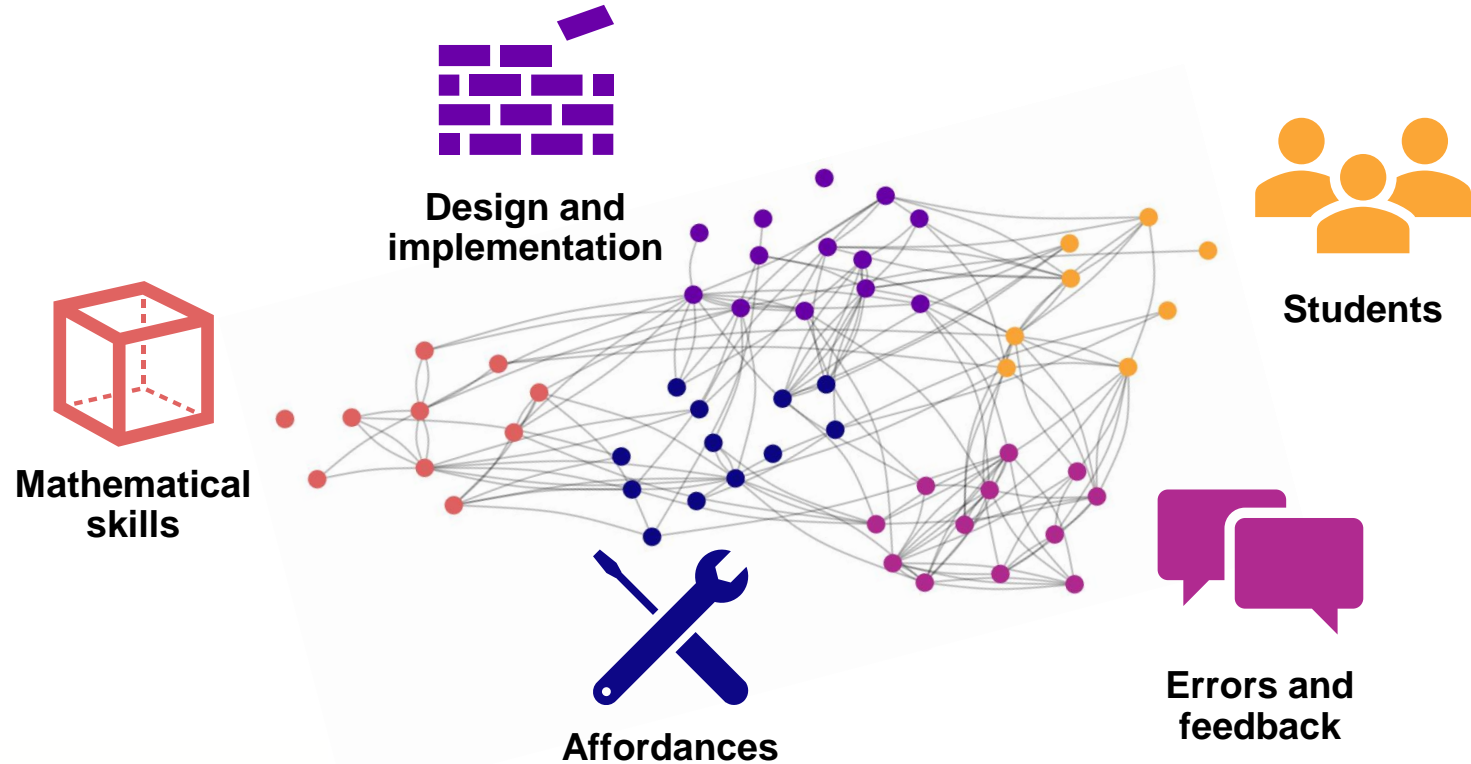 Design and
implementation
Students
Mathematical
skills
Errors and
feedback
Affordances